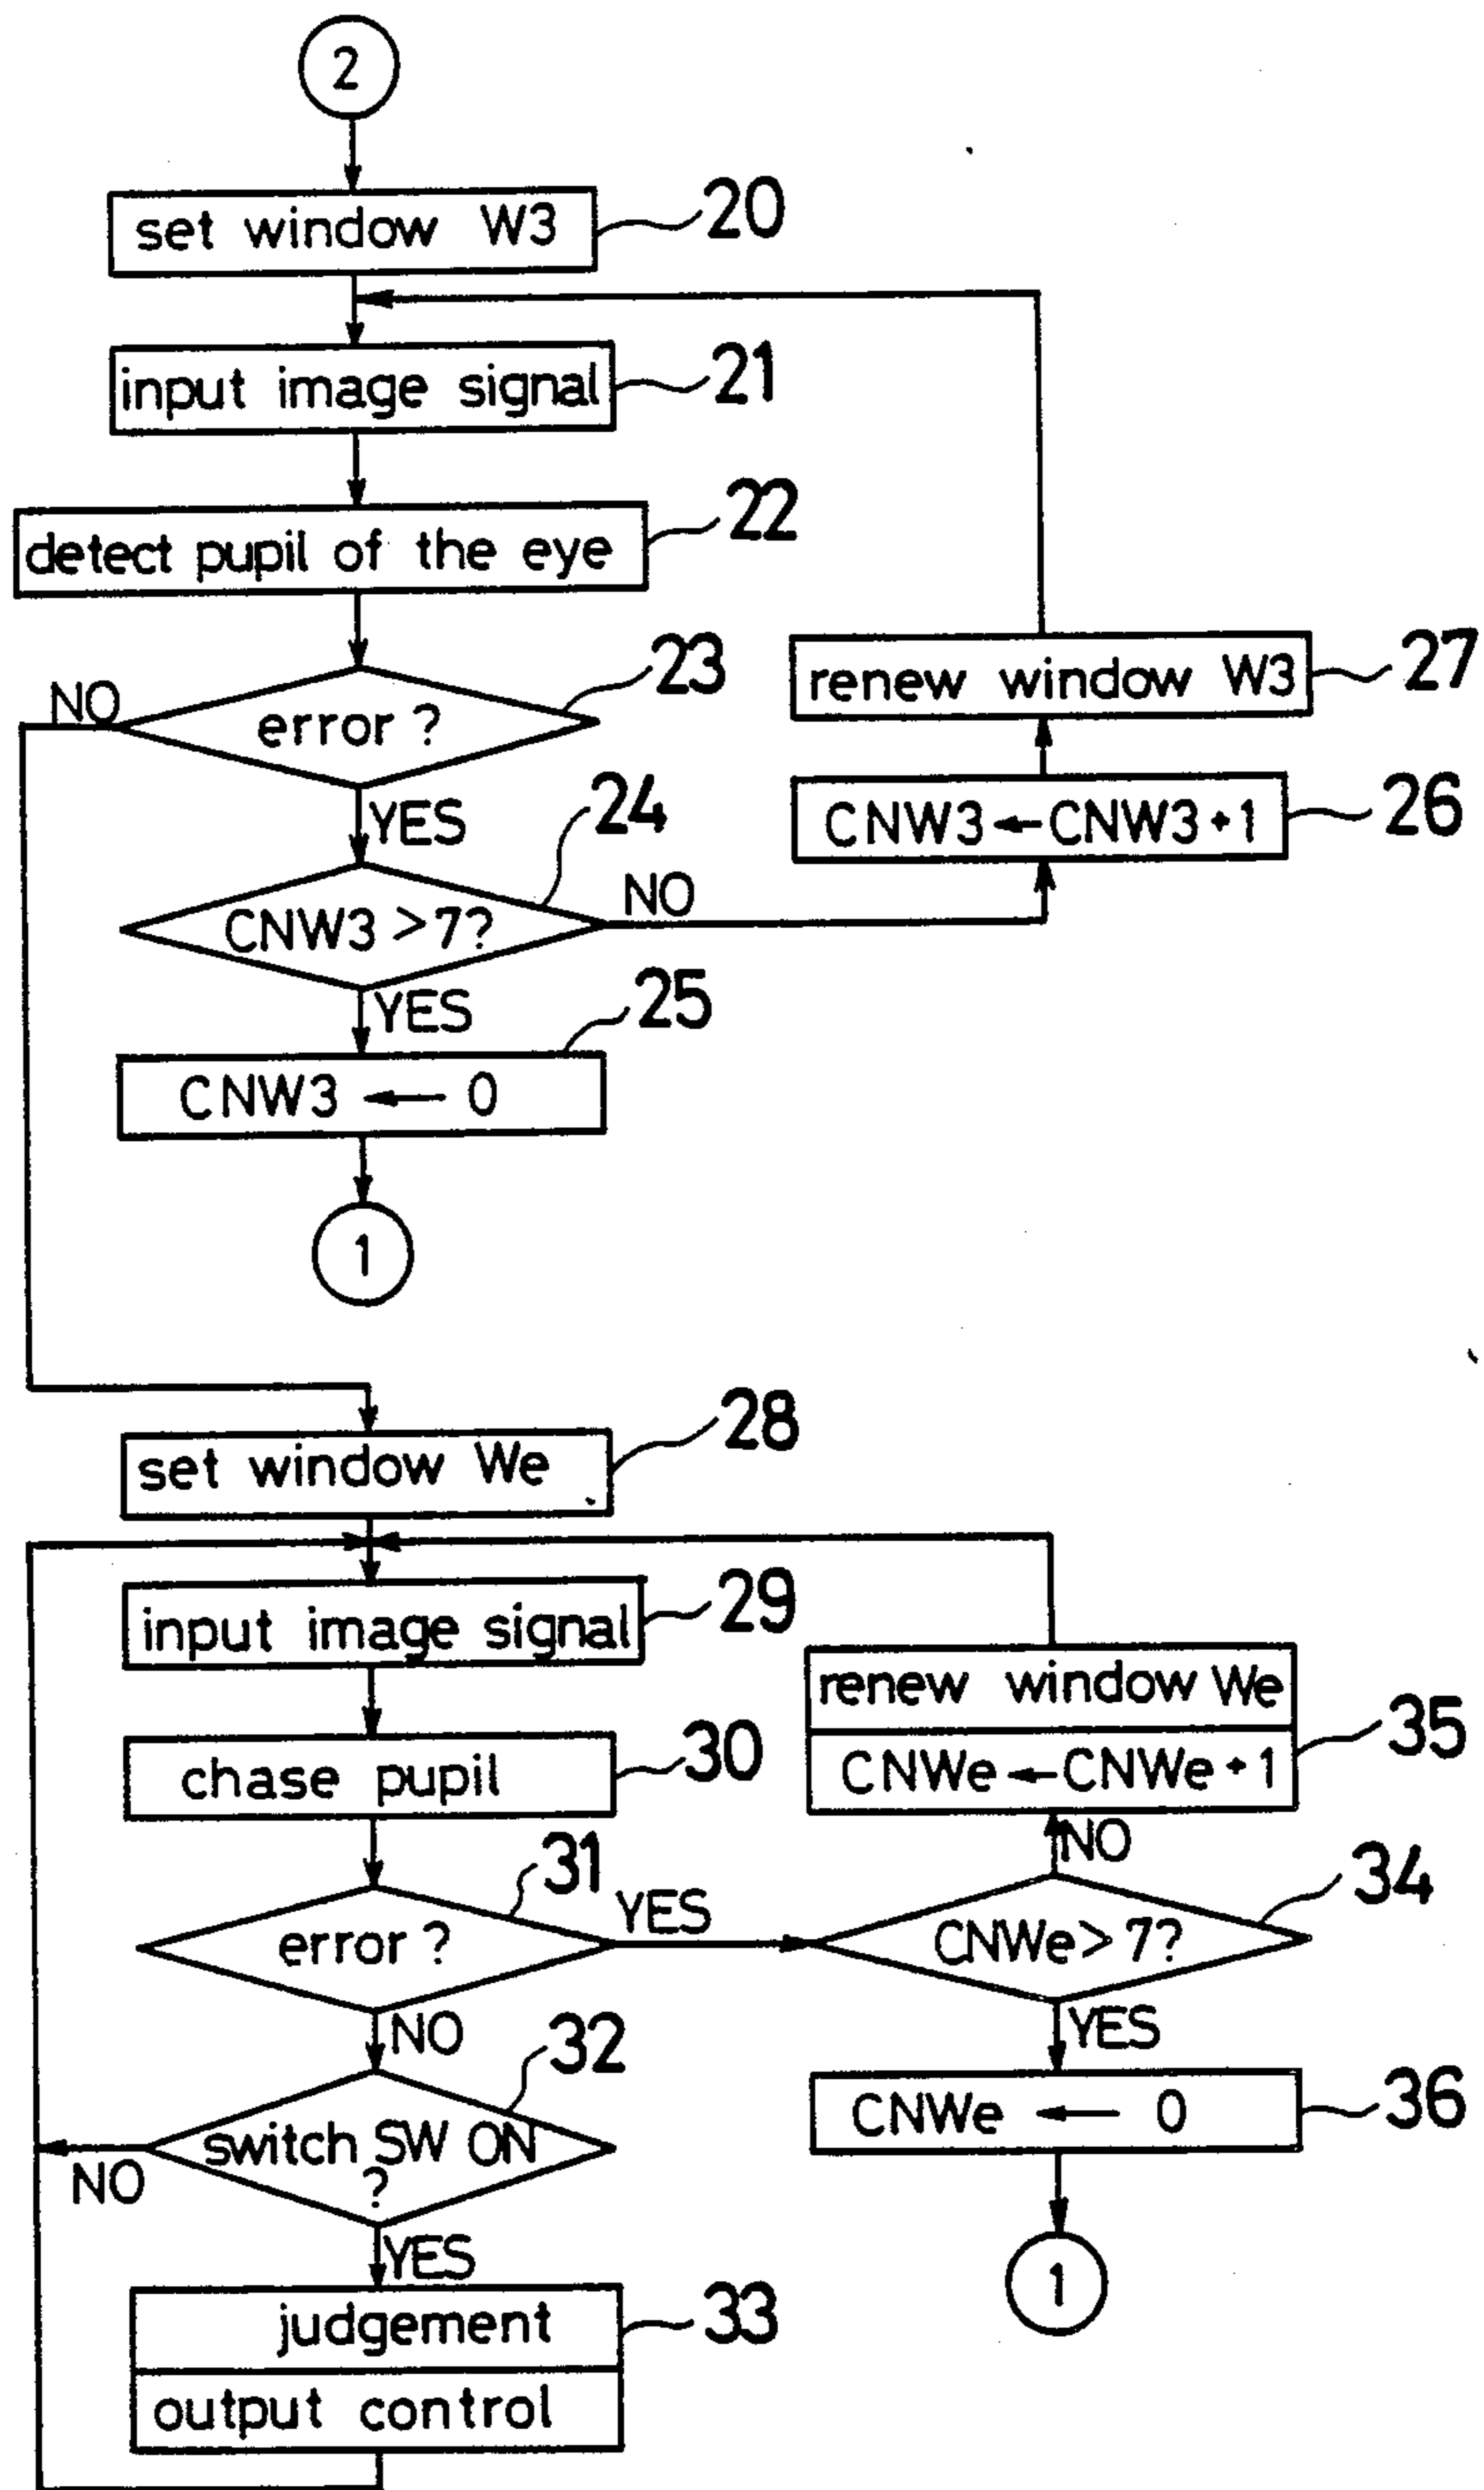 2
set window W3
20
input image signal
21
detect pupil of the eye
22
23
NO
error ?
YES
24
CNW3 > 7?
NO
YES
25
CNW3 ← 0
1
renew window W3
27
CNW3 ← CNW3 + 1
26
set window We
28
input image signal
29
chase pupil
30
31
error ?
YES
NO
32
switch SW ON
?
NO
YES
judgement
33
output control
renew window We
35
CNWe ← CNWe + 1
NO
34
CNWe > 7?
YES
CNWe ← 0
36
1